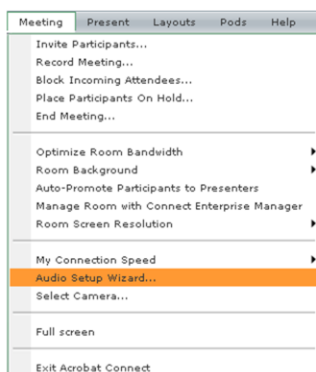 Meeting Present Layouts Pods Help
Invite Participants...
Record Meeting...
Block Incoming Attendees...
Place Participants On Hold...
End Meeting...
Optimize Room Bandwidth
Room Background
Auto-Promote Participants to Presenters
Manage Room with Connect Enterprise Manager
Room Screen Resolution
My Connection Speed
Audio Setup Wizard...
Select Camera...
Full screen
Exit Acrobat Connect